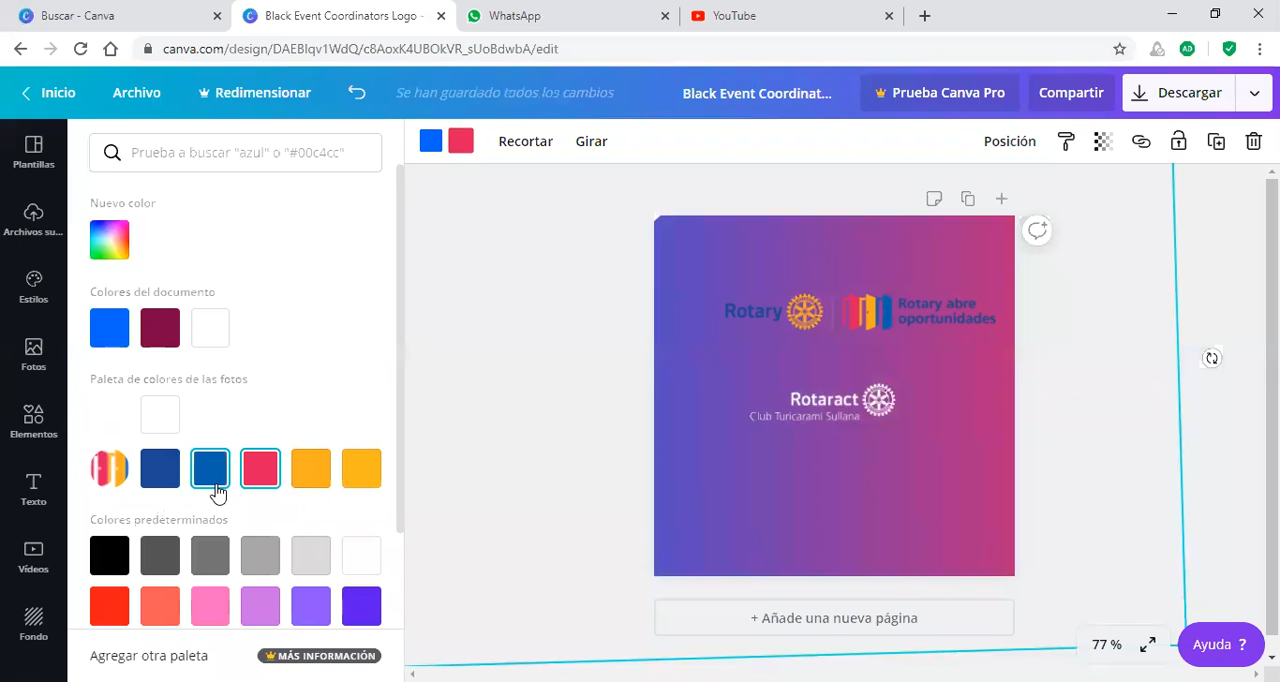 Buscar - Canva
Black Event Coordinators Logo -
WhatsApp
YouTube
canva.com/design/DAEBlqv1WdQ/c8AoxK4UBOkVR_sUoBdwbA/edit
AD
Inicio
Archivo
Redimensionar
Se han guardado todos los cambios
Black Event Coordinat...
Prueba Canva Pro
Compartir
Descargar
Plantillas
Archivos su...
Estilos
Fotos
Elementos
Texto
Vídeos
Fondo
Prueba a buscar "azul" o "#00c4cc"
Nuevo color
Colores del documento
Paleta de colores de las fotos
Colores predeterminados
Agregar otra paleta
MÁS INFORMACIÓN
Recortar
Girar
Posición
Rotary
Rotary abre
oportunidades
Rotaract
Club Turicarami Sullana
+ Añade una nueva página
77 %
Ayuda ?